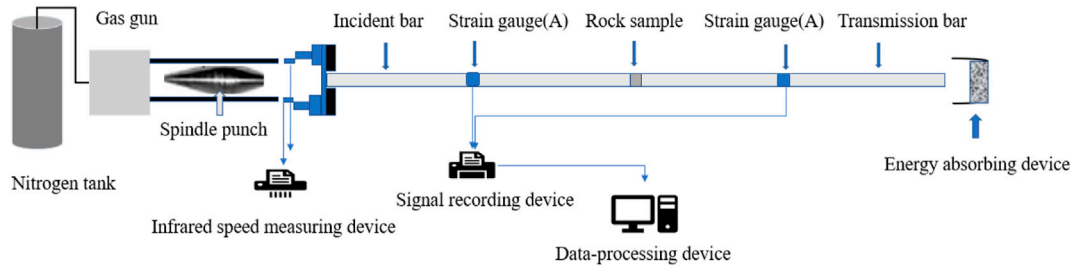 Gas gun
Incident bar
Strain gauge(A)
Rock sample
Strain gauge(A)
Transmission bar
Spindle punch
Nitrogen tank
Infrared speed measuring device
Signal recording device
Data-processing device
Energy absorbing device